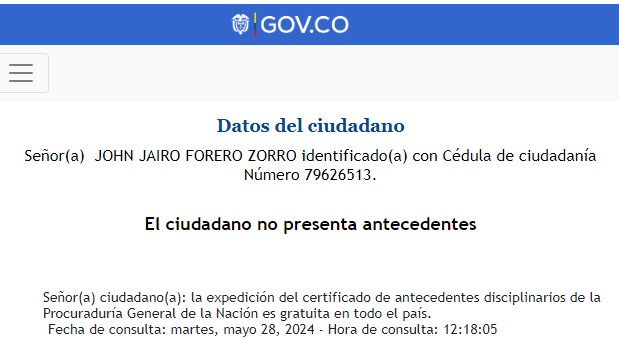 GOV.CO
Datos del ciudadano
Señor(a) JOHN JAIRO FORERO ZORRO identificado(a) con Cédula de ciudadanía
Número 79626513.
El ciudadano no presenta antecedentes
Señor(a) ciudadano(a): la expedición del certificado de antecedentes disciplinarios de la
Procuraduría General de la Nación es gratuita en todo el país.
Fecha de consulta: martes, mayo 28, 2024 - Hora de consulta: 12:18:05